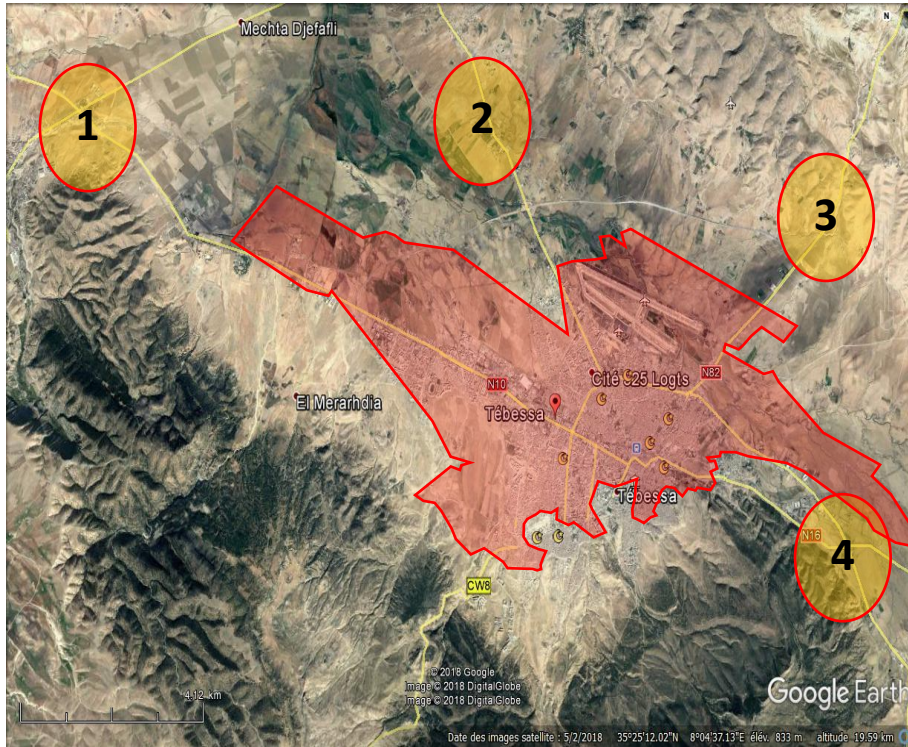 N
Mechta Djefafli
1
2
3
N82
Cité 325 Logts
N10
Tébessa
El Merarhdia
Tébessa
N16
4
CW8
© 2018 Google
Image © 2018 DigitalGlobe
Image © 2018 DigitalGlobe
4.12 km
Google Earth
Date des images satellite : 5/2/2018 35°25'12.02"N 8°04'37.13"E élév. 833 m altitude 19.59 km